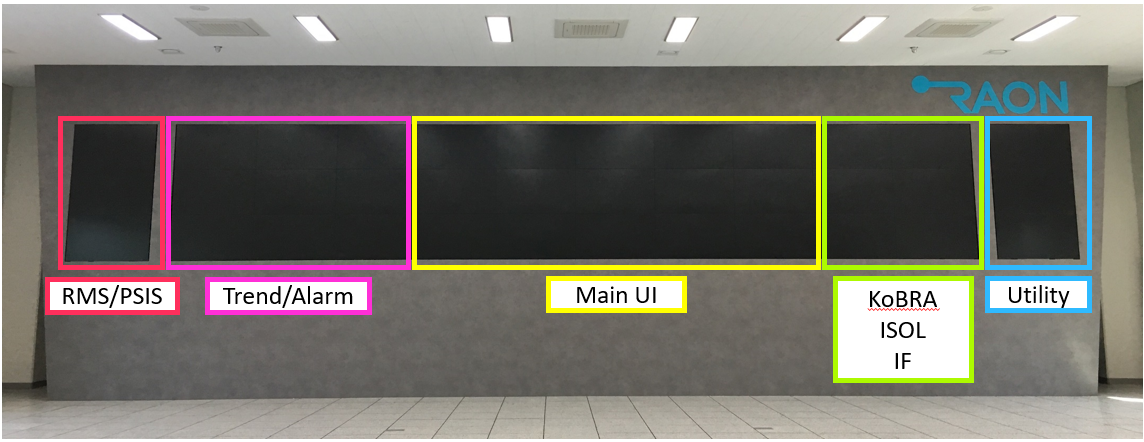 RAON
RMS/PSIS
Trend/Alarm
Main UI
KoBRA
ISOL
IF
Utility